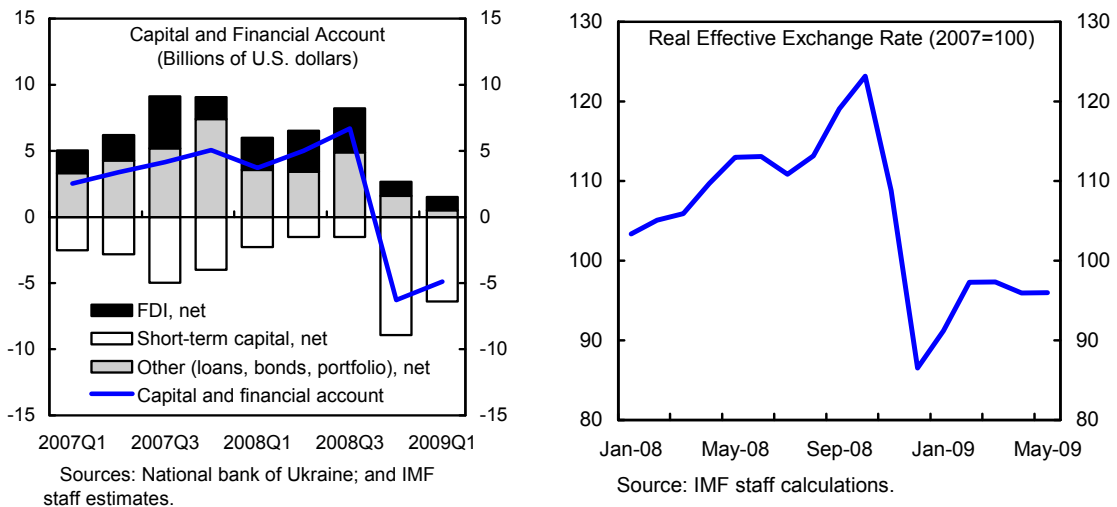 Capital and Financial Account
(Billions of U.S. dollars)
15
10
5
0
-5
-10
-15
15
10
5
0
-5
-10
-15
FDI, net
Short-term capital, net
Other (loans, bonds, portfolio), net
Capital and financial account
2007Q1 2007Q3 2008Q1 2008Q3 2009Q1
Sources: National bank of Ukraine; and IMF
staff estimates.
Real Effective Exchange Rate (2007=100)
130
120
110
100
90
80
130
120
110
100
90
80
Jan-08 May-08 Sep-08 Jan-09 May-09
Source: IMF staff calculations.